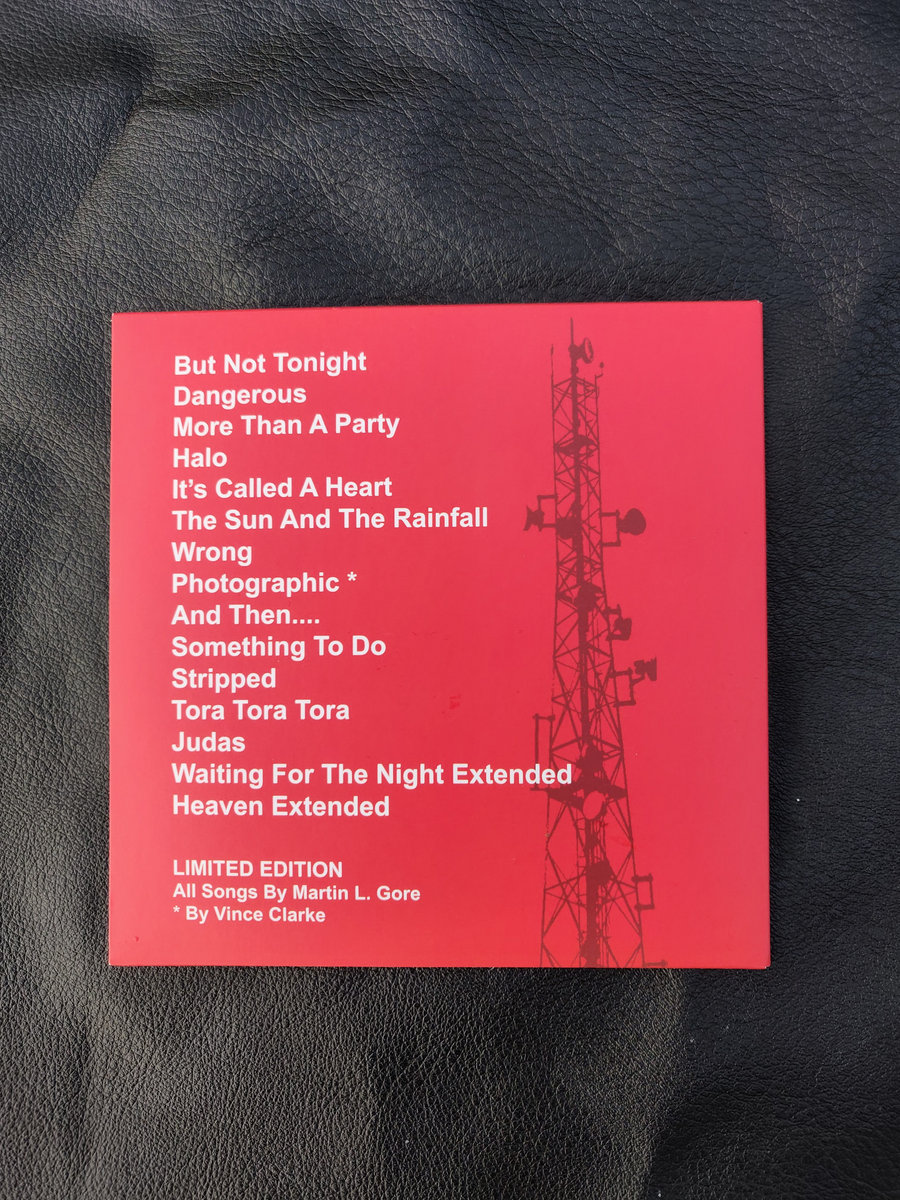 But Not Tonight
Dangerous
More Than A Party
Halo
It’s Called A Heart
The Sun And The Rainfall
Wrong
Photographic *
And Then....
Something To Do
Stripped
Tora Tora Tora
Judas
Waiting For The Night Extended
Heaven Extended
LIMITED EDITION
All Songs By Martin L. Gore
* By Vince Clarke